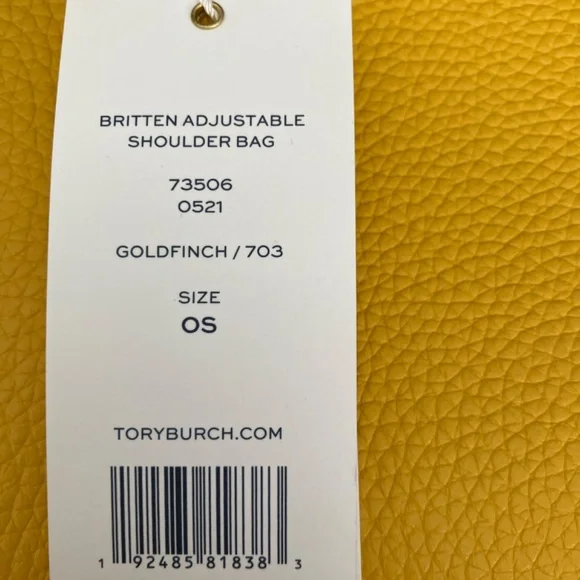 BRITTEN ADJUSTABLE
SHOULDER BAG
73506
0521
GOLDFINCH / 703
SIZE
OS
TORYBURCH.COM
1 92485 81838 3